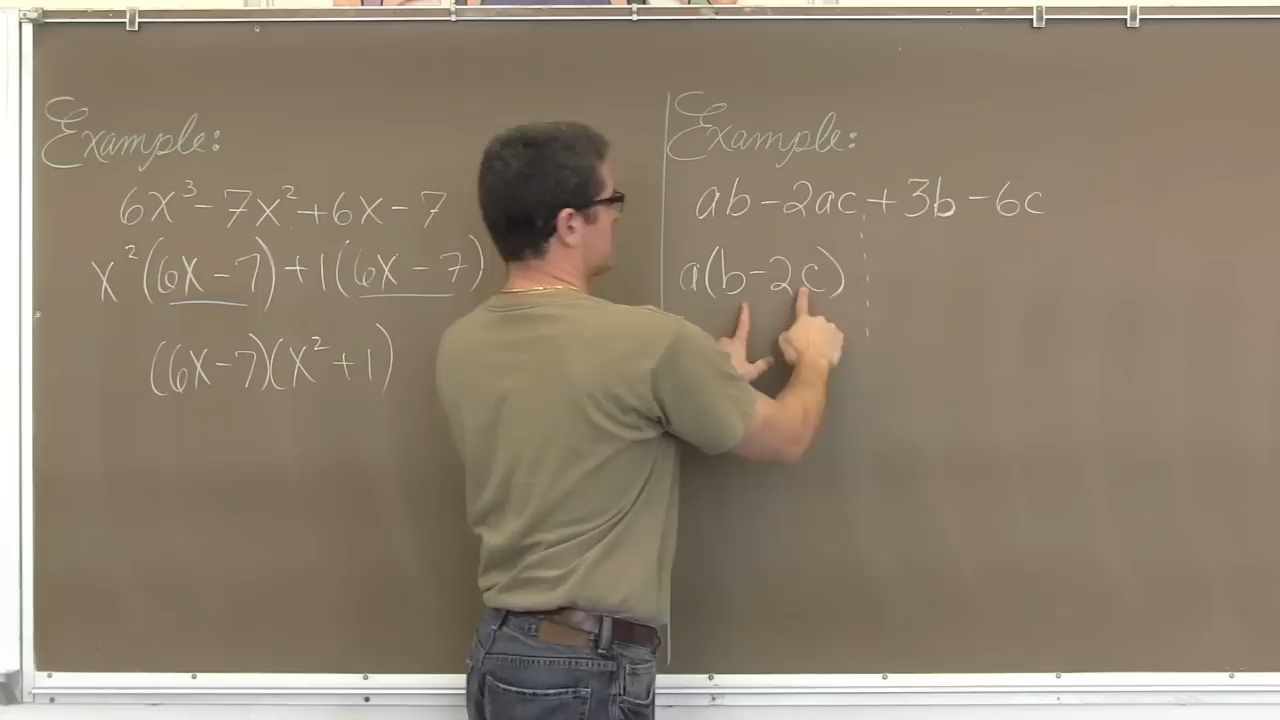 Example:
6x³-7x²+6x-7
x²(6x-7)+1(6x-7)
(6x-7)(x²+1)
Example:
ab-2ac+3b-6c
a(b-2c)